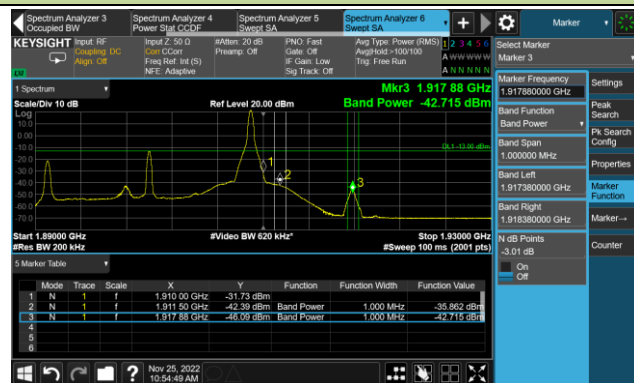 Spectrum Analyzer 3
Occupied BW
Spectrum Analyzer 4
Power Stat CCDF
Spectrum Analyzer 5
Swept SA
Spectrum Analyzer 6
Swept SA
Marker
KEYSIGHT
Input: RF
Coupling: DC
Align: Off
Input Z: 50 Ω
Corr CCorr
Freq Ref: Int (S)
NFE: Adaptive
#Atten: 20 dB
Preamp: Off
PNO: Fast
Gate: Off
IF Gain: Low
Sig Track: Off
Avg Type: Power (RMS)
Avg|Hold:>100/100
Trig: Free Run
1 2 3 4 5 6
A W W W W W
A N N N N N
Select Marker
Marker 3
1 Spectrum
Scale/Div 10 dB
Ref Level 20.00 dBm
Mkr3 1.917 88 GHz
Band Power -42.715 dBm
Log
10.0
0.00
-10.0
-20.0
-30.0
-40.0
-50.0
-60.0
-70.0
DL1 -13.00 dBm
1
2
3
Start 1.89000 GHz
#Res BW 200 kHz
#Video BW 620 kHz*
Stop 1.93000 GHz
#Sweep 100 ms (2001 pts)
Marker Frequency
1.917880000 GHz
Band Function
Band Power
Band Span
1.000000 MHz
Band Left
1.917380000 GHz
Band Right
1.918380000 GHz
N dB Points
-3.01 dB
On
Off
Settings
Peak Search
Pk Search Config
Properties
Marker Function
Marker→
Counter
5 Marker Table
Mode Trace Scale X Y Function Function Width Function Value
1 N 1 f 1.910 00 GHz -31.73 dBm
2 N 1 f 1.911 50 GHz -42.39 dBm Band Power 1.000 MHz -35.862 dBm
3 N 1 f 1.917 88 GHz -46.09 dBm Band Power 1.000 MHz -42.715 dBm
4
5
6
?
Nov 25, 2022
10:54:49 AM